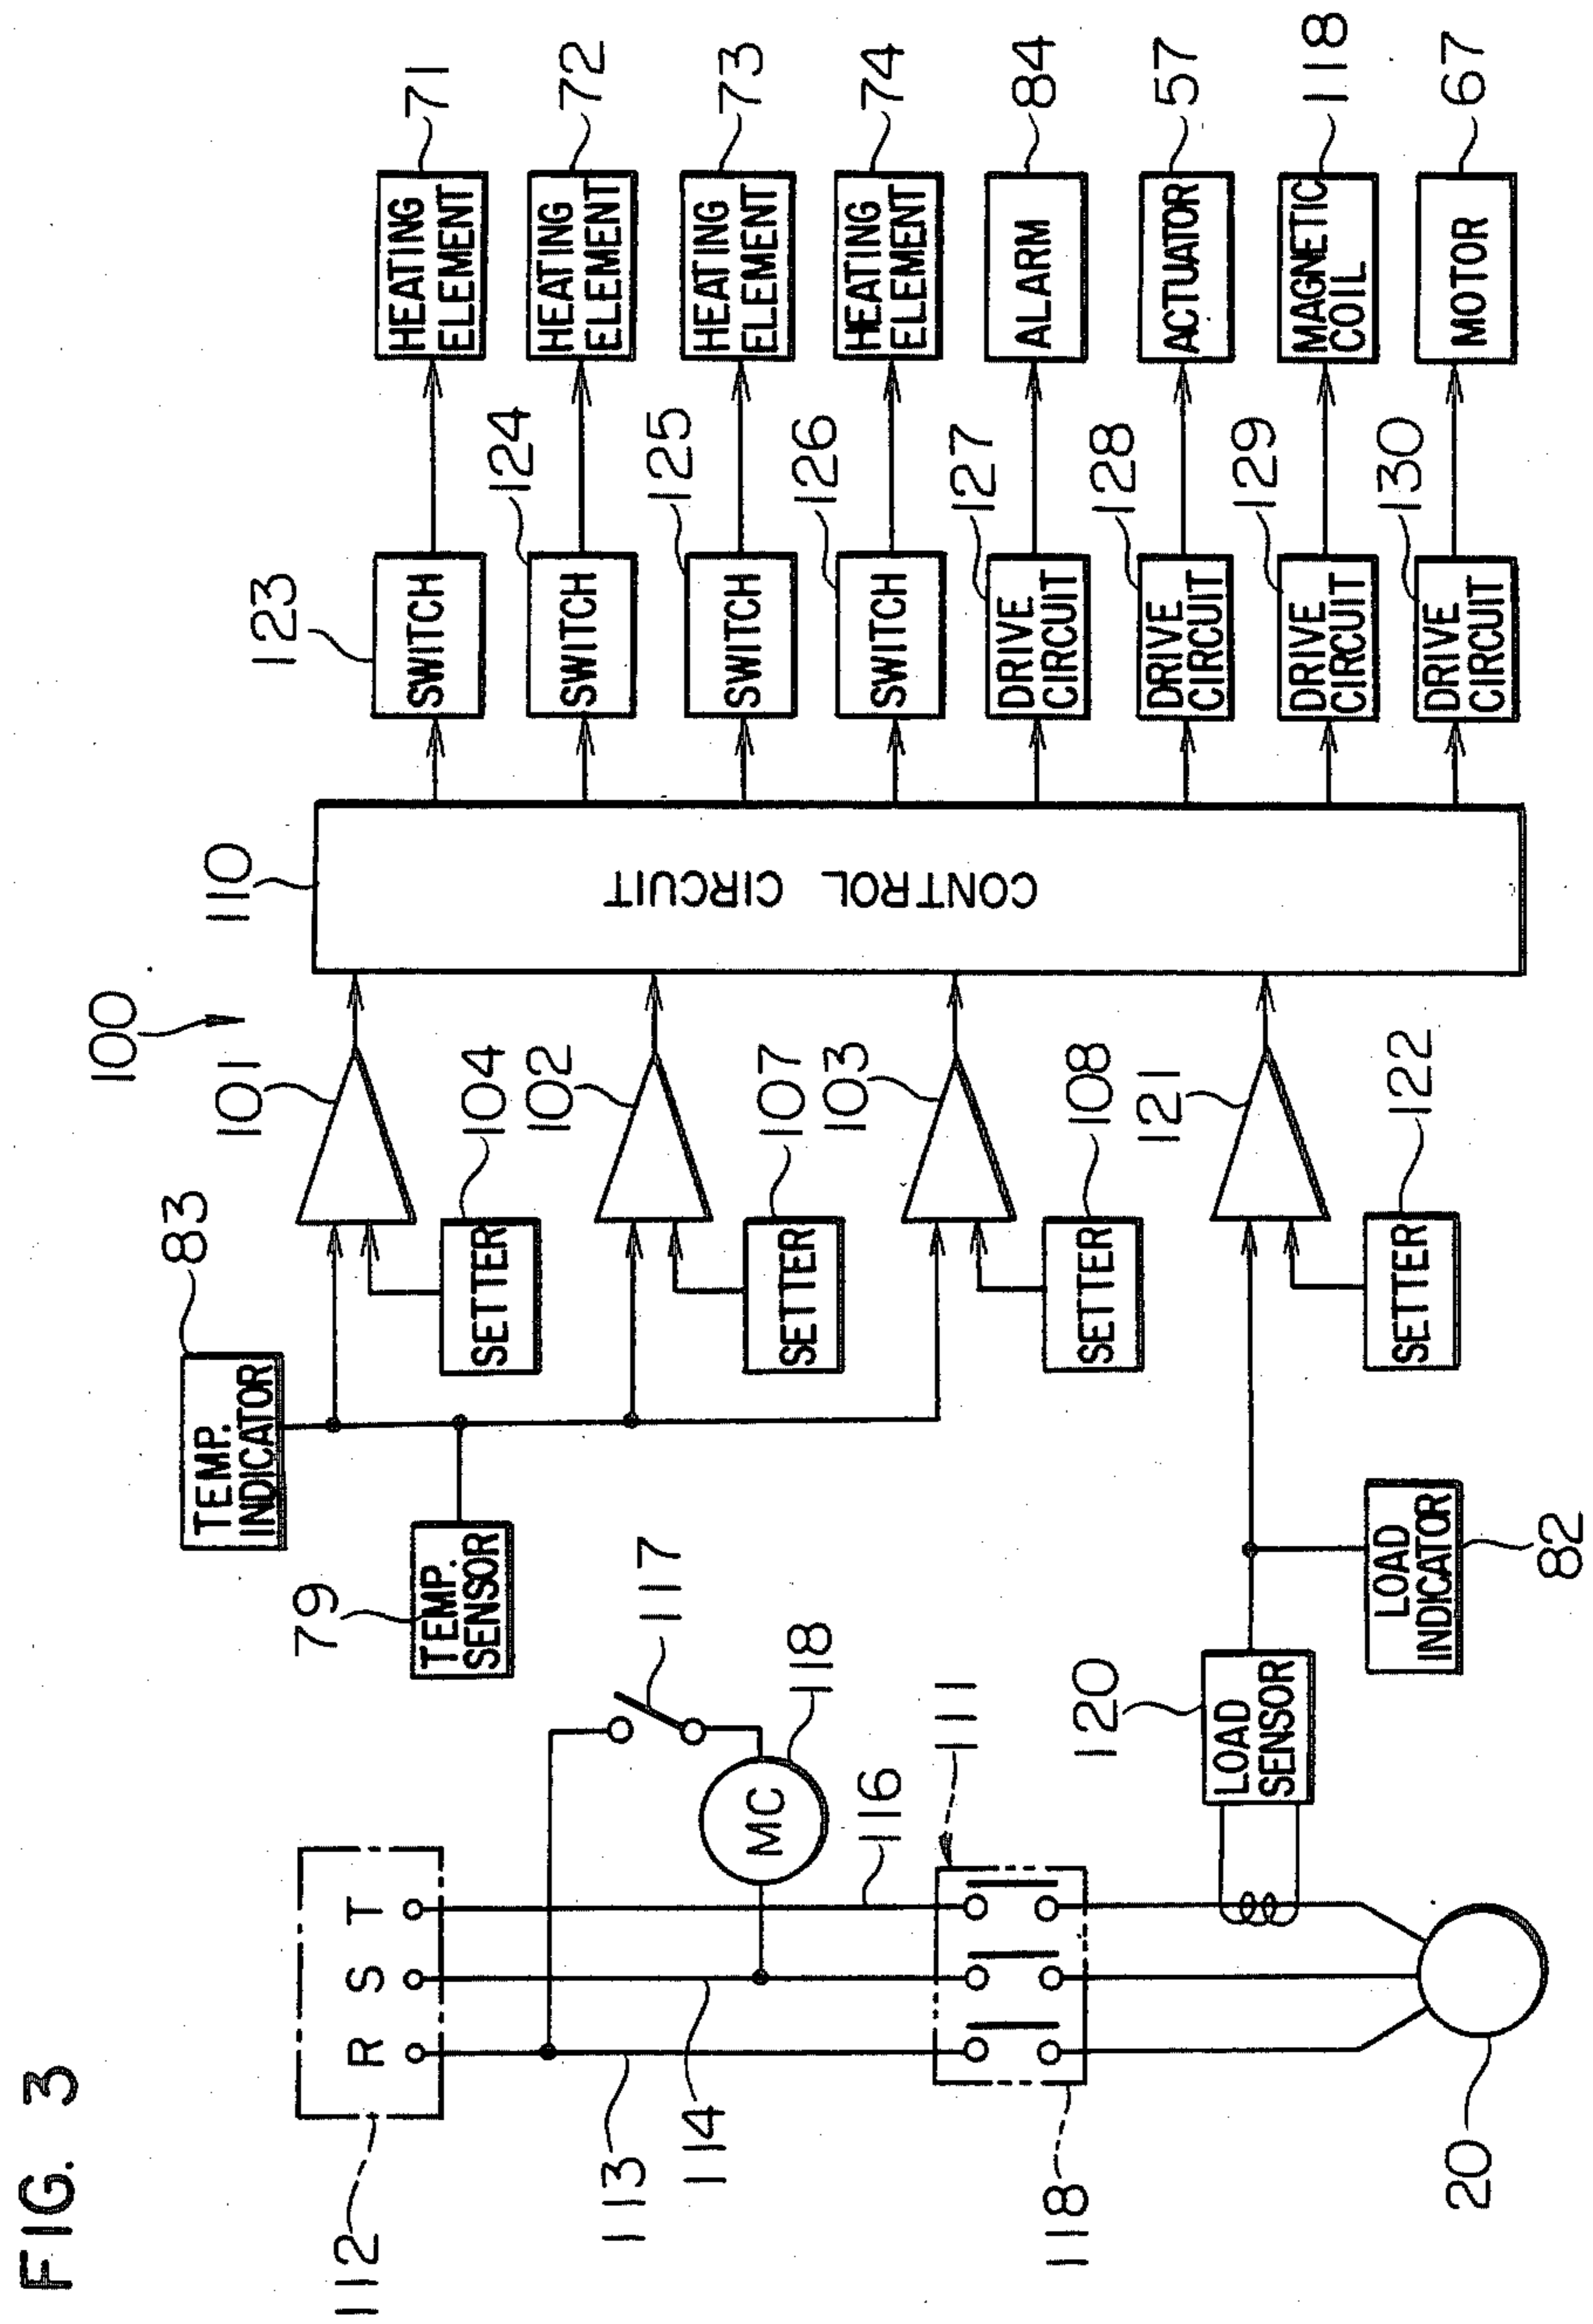 FIG. 3
100
112
R S T
113
114
116
117
118
MC
111
118
20
120
LOAD
SENSOR
LOAD
INDICATOR
82
79
TEMP.
SENSOR
83
TEMP.
INDICATOR
101
104
SETTER
102
107
SETTER
103
108
SETTER
121
122
SETTER
110
CONTROL CIRCUIT
123
SWITCH
HEATING
ELEMENT
71
124
SWITCH
HEATING
ELEMENT
72
125
SWITCH
HEATING
ELEMENT
73
126
SWITCH
HEATING
ELEMENT
74
127
DRIVE
CIRCUIT
ALARM
84
128
DRIVE
CIRCUIT
ACTUATOR
57
129
DRIVE
CIRCUIT
MAGNETIC
COIL
118
130
DRIVE
CIRCUIT
MOTOR
67